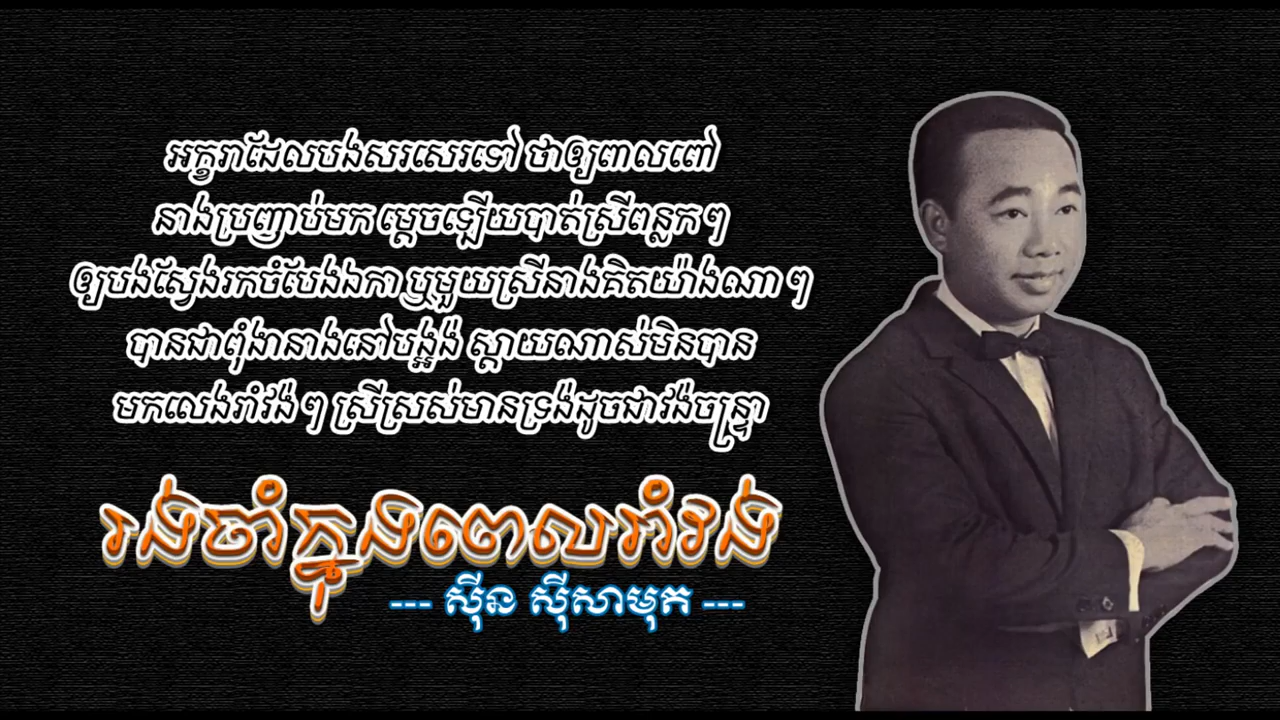 អក្ខរាដែលបងសរសេរទៅ ថាឲ្យពាលពៅ
នាងប្រញាប់មក ម្ដេចឡើយបាត់ស្រីពន្លក ៗ
ឲ្យបងស្វែងរកចំបែងឯកា ឬមួយស្រីនាងគិតយ៉ាងណា ៗ
បានជាពុំងានាងនៅបង្អង់ ស្ដាយណាស់មិនបាន
មកលេងរាំវង់ ៗ ស្រីស្រស់មានទ្រង់ដូចជាវង់ចន្ទ្រា
រង់ចាំក្នុងពេលរាំវង់
--- ស៊ីន ស៊ីសាមុត ---